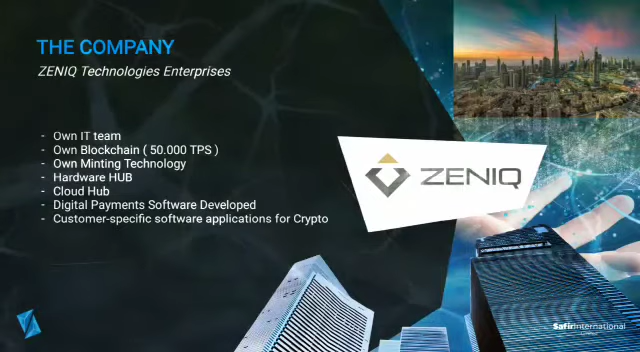 THE COMPANY
ZENIQ Technologies Enterprises
- Own IT team
- Own Blockchain ( 50.000 TPS )
- Own Minting Technology
- Hardware HUB
- Cloud Hub
- Digital Payments Software Developed
- Customer-specific software applications for Crypto
ZENIQ
SafirInternational